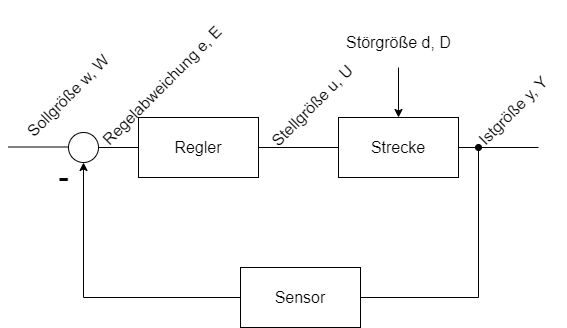 Störgröße d, D
Sollgröße w, W
Regelabweichung e, E
Stellgröße u, U
Istgröße y, Y
Regler
Strecke
-
Sensor